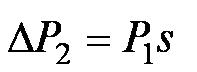 ΔP₂ = P₁s